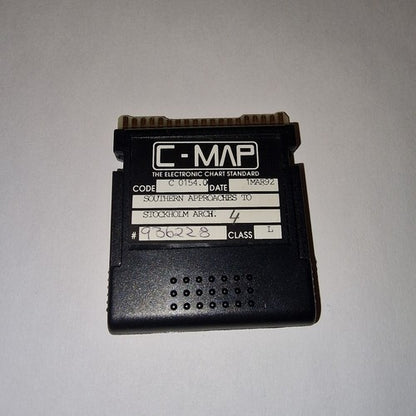 C-MAP
THE ELECTRONIC CHART STANDARD
CODE C 0154.0 DATE 1MAR92
SOUTHERN APPROACHES TO
STOCKHOLM ARCH. 4
# 936228 CLASS L